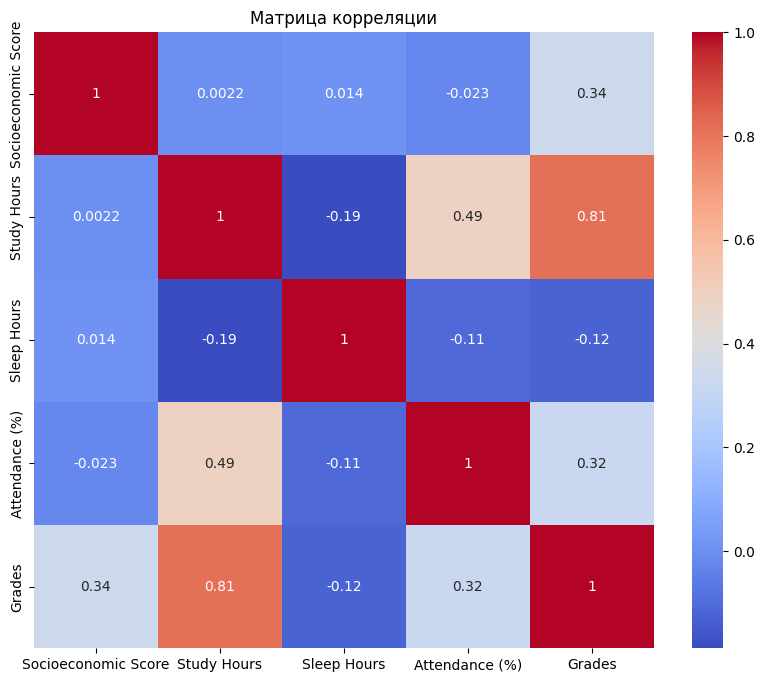 Матрица корреляции
Socioeconomic Score
1 0.0022 0.014 -0.023 0.34
Study Hours
0.0022 1 -0.19 0.49 0.81
Sleep Hours
0.014 -0.19 1 -0.11 -0.12
Attendance (%)
-0.023 0.49 -0.11 1 0.32
Grades
0.34 0.81 -0.12 0.32 1
Socioeconomic Score Study Hours Sleep Hours Attendance (%) Grades
1.0
0.8
0.6
0.4
0.2
0.0